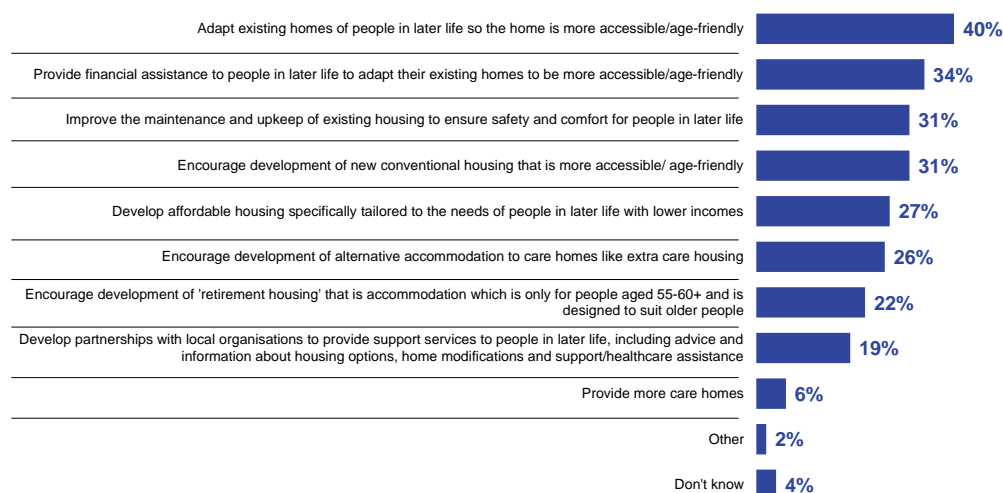 Adapt existing homes of people in later life so the home is more accessible/age-friendly
40%
Provide financial assistance to people in later life to adapt their existing homes to be more accessible/age-friendly
34%
Improve the maintenance and upkeep of existing housing to ensure safety and comfort for people in later life
31%
Encourage development of new conventional housing that is more accessible/ age-friendly
31%
Develop affordable housing specifically tailored to the needs of people in later life with lower incomes
27%
Encourage development of alternative accommodation to care homes like extra care housing
26%
Encourage development of 'retirement housing' that is accommodation which is only for people aged 55-60+ and is
designed to suit older people
22%
Develop partnerships with local organisations to provide support services to people in later life, including advice and
information about housing options, home modifications and support/healthcare assistance
19%
Provide more care homes
6%
Other
2%
Don't know
4%